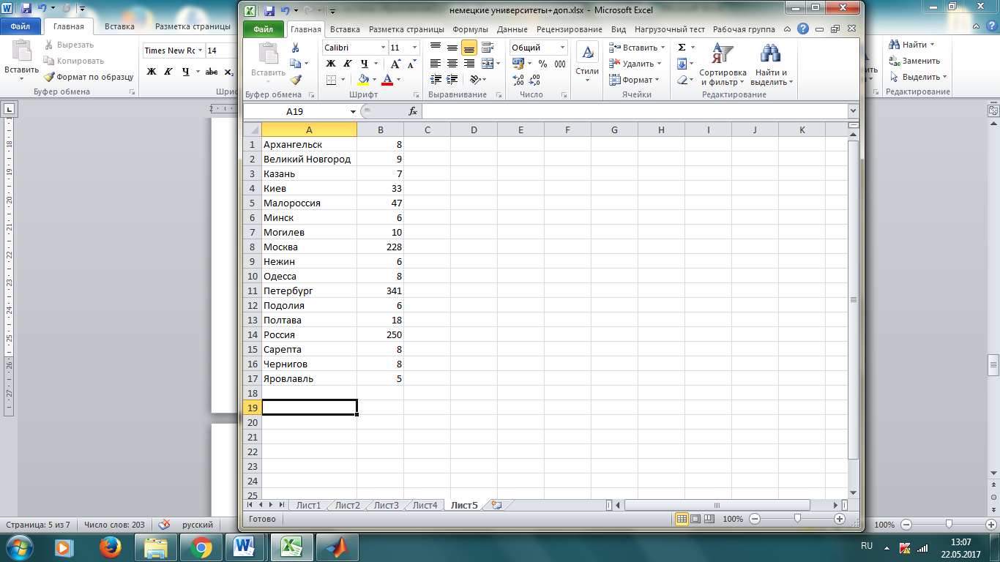 немецкие университеты+доп.xlsx - Microsoft Excel
Файл Главная Вставка Разметка страницы
Файл Главная Вставка Разметка страницы Формулы Данные Рецензирование Вид Нагрузочный тест Рабочая группа
Вставить Вырезать Копировать Формат по образцу
Буфер обмена
Times New Ro 14
Ж К Ч abc x₂
Шри
Вставить
Буфер обмена
Calibri 11
Ж К Ч A A
Шрифт
Выравнивание
Общий
% 000
Число
Стили
Вставить
Удалить
Формат
Ячейки
Σ
Сортировка и фильтр
Найти и выделить
Редактирование
Найти
Заменить
Выделить
Редактирование
A19 fx
A B C D E F G H I J K
1 Архангельск 8
2 Великий Новгород 9
3 Казань 7
4 Киев 33
5 Малороссия 47
6 Минск 6
7 Могилев 10
8 Москва 228
9 Нежин 6
10 Одесса 8
11 Петербург 341
12 Подолия 6
13 Полтава 18
14 Россия 250
15 Сарепта 8
16 Чернигов 8
17 Яровлавль 5
18
19
20
21
22
23
24
25
Лист1 Лист2 Лист3 Лист4 Лист5
Готово 100%
Страница: 5 из 7 Число слов: 203 русский 100%
RU 13:07
22.05.2017